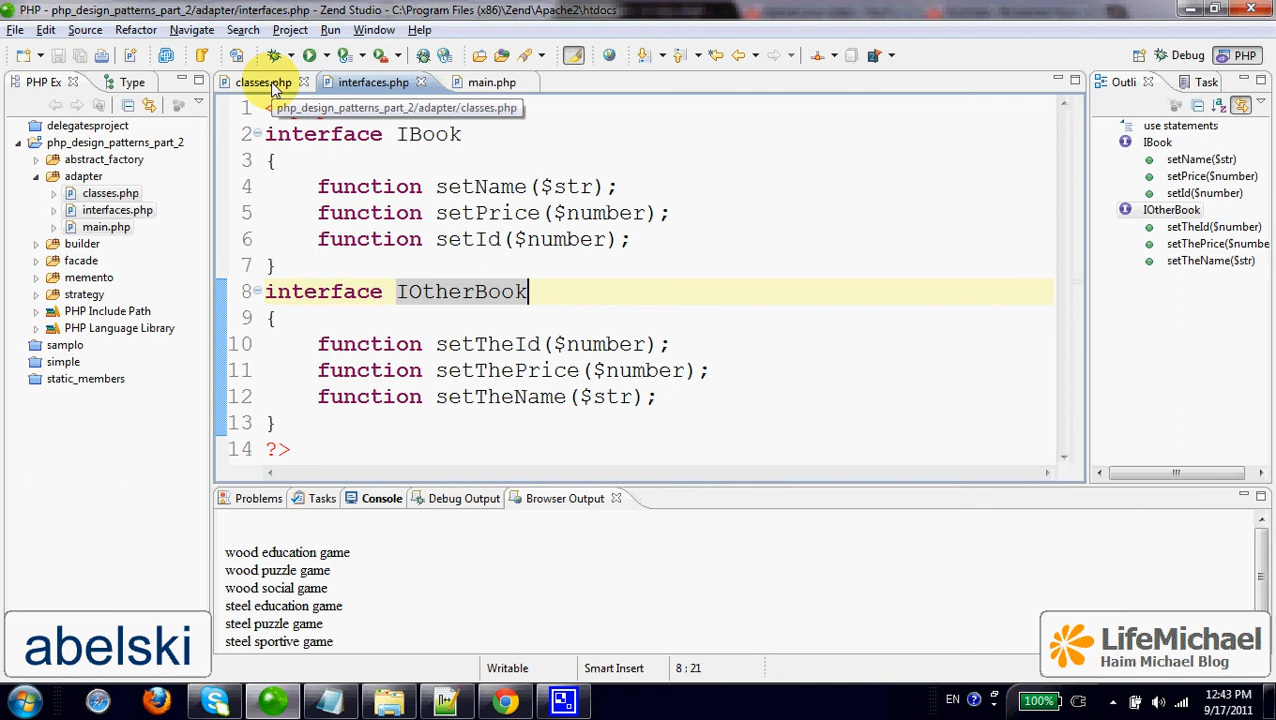 PHP - php_design_patterns_part_2/adapter/interfaces.php - Zend Studio - C:\Program Files (x86)\Zend\Apache2\htdocs
File Edit Source Refactor Navigate Search Project Run Window Help
Debug PHP
PHP Ex Type
classes.php interfaces.php main.php
Outli Task
php_design_patterns_part_2/adapter/classes.php
delegatesproject
php_design_patterns_part_2
abstract_factory
adapter
classes.php
interfaces.php
main.php
builder
facade
memento
strategy
PHP Include Path
PHP Language Library
samplo
simple
static_members
1 <
2 interface IBook
3 {
4 function setName($str);
5 function setPrice($number);
6 function setId($number);
7 }
8 interface IOtherBook
9 {
10 function setTheId($number);
11 function setThePrice($number);
12 function setTheName($str);
13 }
14 ?>
use statements
IBook
setName($str)
setPrice($number)
setId($number)
IOtherBook
setTheId($number)
setThePrice($numbe
setTheName($str)
Problems Tasks Console Debug Output Browser Output
wood education game
wood puzzle game
wood social game
steel education game
steel puzzle game
steel sportive game
abelski
LifeMichael
Haim Michael Blog
Writable Smart Insert 8 : 21
EN 100% 12:43 PM
9/17/2011